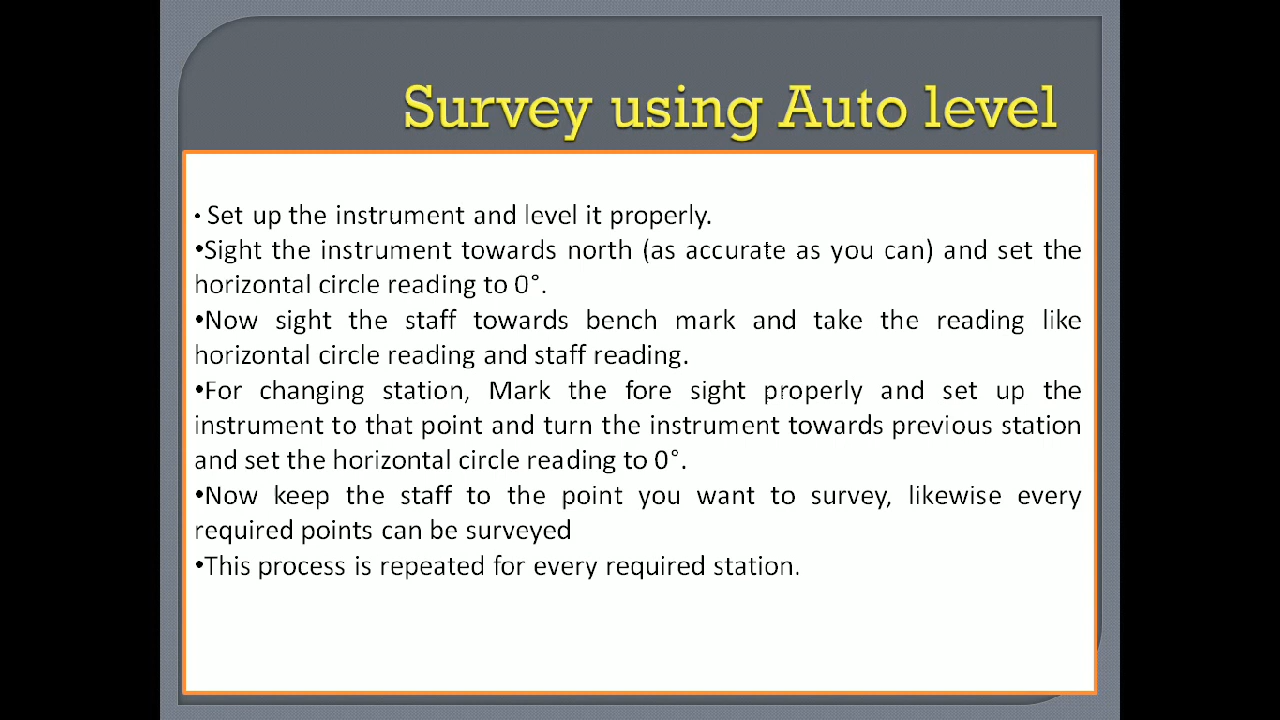 Survey using Auto level
• Set up the instrument and level it properly.
•Sight the instrument towards north (as accurate as you can) and set the
horizontal circle reading to 0°.
•Now sight the staff towards bench mark and take the reading like
horizontal circle reading and staff reading.
•For changing station, Mark the fore sight properly and set up the
instrument to that point and turn the instrument towards previous station
and set the horizontal circle reading to 0°.
•Now keep the staff to the point you want to survey, likewise every
required points can be surveyed
•This process is repeated for every required station.